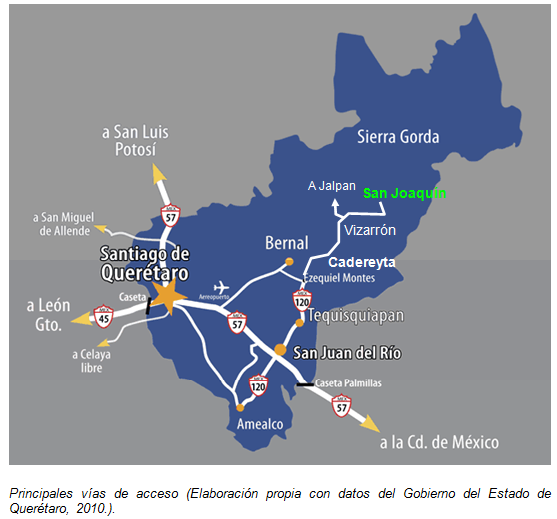 Sierra Gorda
a San Luis
Potosí
A Jalpan
San Joaquín
57
a San Miguel
de Allende
Vizarrón
Bernal
Santiago de
Querétaro
Cadereyta
Ezequiel Montes
Aeropuerto
Caseta
120
a León
Gto.
45
57
Tequisquiapan
a Celaya
libre
San Juan del Río
120
Caseta Palmillas
57
Amealco
a la Cd. de México
Principales vías de acceso (Elaboración propia con datos del Gobierno del Estado de
Querétaro, 2010.).